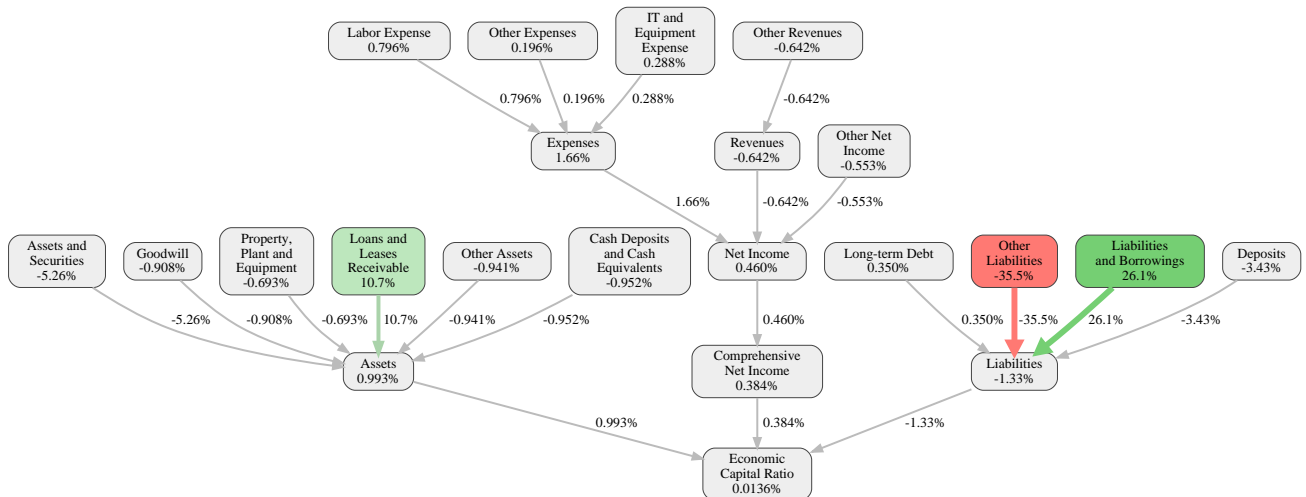 Labor Expense
0.796%
Other Expenses
0.196%
IT and
Equipment
Expense
0.288%
Other Revenues
-0.642%
0.796%
0.196%
0.288%
-0.642%
Expenses
1.66%
Revenues
-0.642%
Other Net
Income
-0.553%
1.66%
-0.642%
-0.553%
Assets and
Securities
-5.26%
Goodwill
-0.908%
Property,
Plant and
Equipment
-0.693%
Loans and
Leases
Receivable
10.7%
Other Assets
-0.941%
Cash Deposits
and Cash
Equivalents
-0.952%
Net Income
0.460%
Long-term Debt
0.350%
Other
Liabilities
-35.5%
Liabilities
and Borrowings
26.1%
Deposits
-3.43%
-5.26%
-0.908%
-0.693%
10.7%
-0.941%
-0.952%
0.460%
0.350%
-35.5%
26.1%
-3.43%
Assets
0.993%
Comprehensive
Net Income
0.384%
Liabilities
-1.33%
0.993%
0.384%
-1.33%
Economic
Capital Ratio
0.0136%